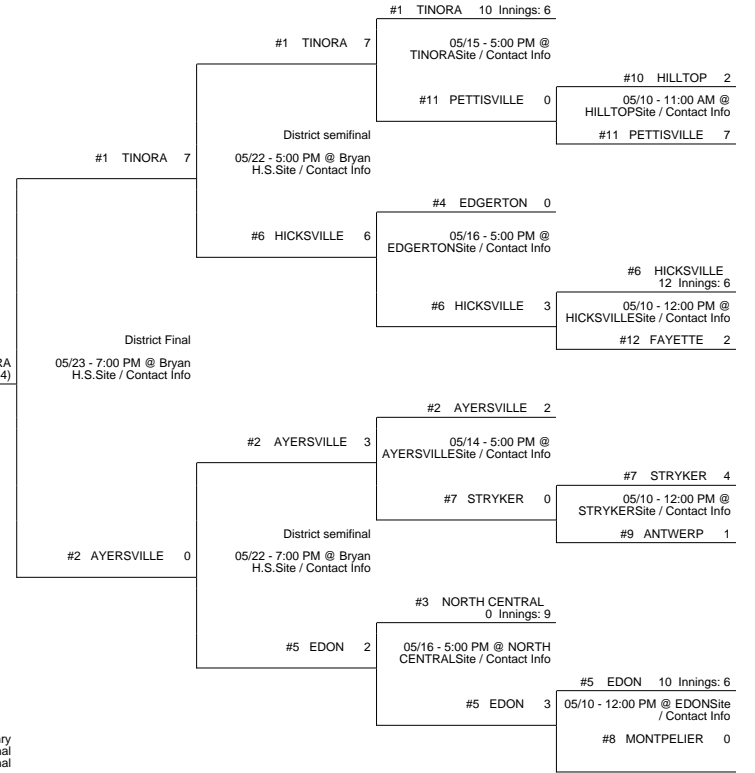 #1 TINORA 10 Innings: 6
#1 TINORA 7
05/15 - 5:00 PM @
TINORASite / Contact Info
#10 HILLTOP 2
#11 PETTISVILLE 0
05/10 - 11:00 AM @
HILLTOPSite / Contact Info
#11 PETTISVILLE 7
District semifinal
#1 TINORA 7
05/22 - 5:00 PM @ Bryan
H.S.Site / Contact Info
#4 EDGERTON 0
#6 HICKSVILLE 6
05/16 - 5:00 PM @
EDGERTONSite / Contact Info
#6 HICKSVILLE
12 Innings: 6
#6 HICKSVILLE 3
05/10 - 12:00 PM @
HICKSVILLESite / Contact Info
#12 FAYETTE 2
District Final
RA
05/23 - 7:00 PM @ Bryan
4)
H.S.Site / Contact Info
#2 AYERSVILLE 2
#2 AYERSVILLE 3
05/14 - 5:00 PM @
AYERSVILLESite / Contact Info
#7 STRYKER 4
#7 STRYKER 0
05/10 - 12:00 PM @
STRYKERSite / Contact Info
#9 ANTWERP 1
District semifinal
#2 AYERSVILLE 0
05/22 - 7:00 PM @ Bryan
H.S.Site / Contact Info
#3 NORTH CENTRAL
0 Innings: 9
#5 EDON 2
05/16 - 5:00 PM @ NORTH
CENTRALSite / Contact Info
#5 EDON 10 Innings: 6
#5 EDON 3
05/10 - 12:00 PM @ EDONSite
/ Contact Info
#8 MONTPELIER 0
ry
nal
nal